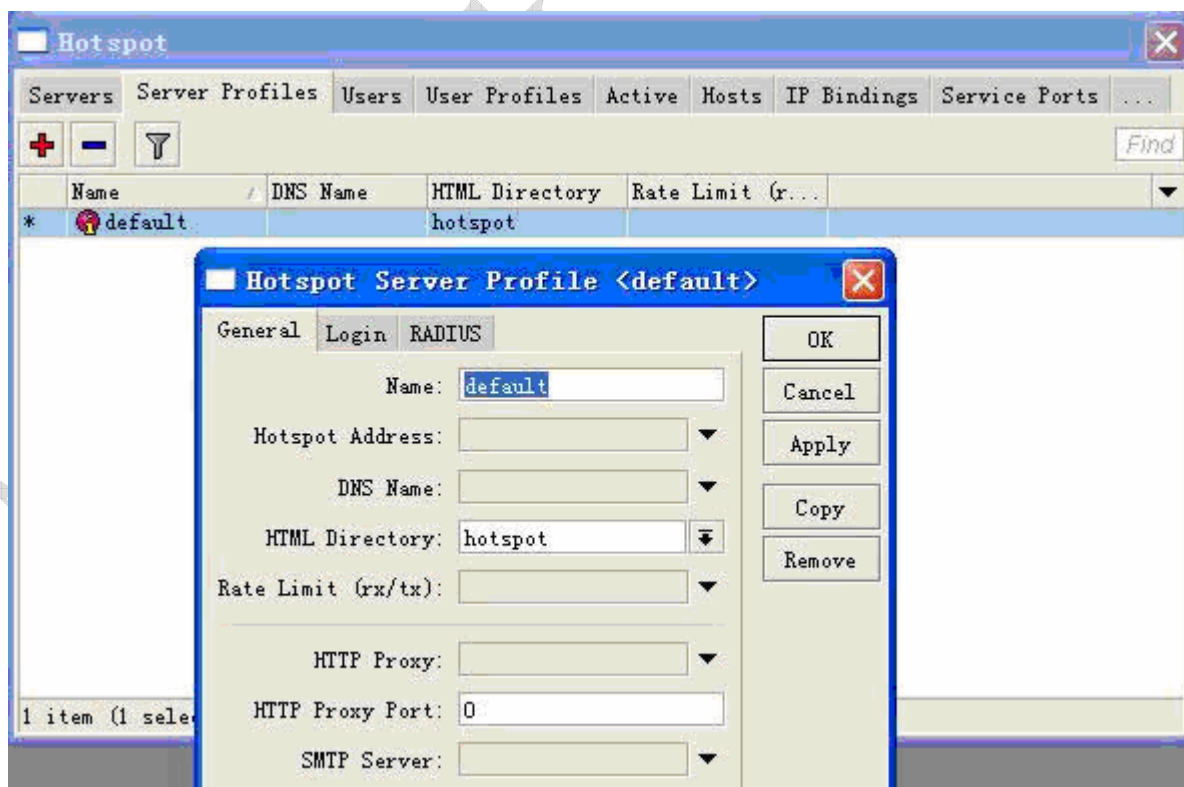 Hotspot
Servers Server Profiles Users User Profiles Active Hosts IP Bindings Service Ports ...
Find
Name DNS Name HTML Directory Rate Limit (r...
* default hotspot
Hotspot Server Profile <default>
General Login RADIUS
OK
Name: default
Cancel
Hotspot Address:
Apply
DNS Name:
Copy
HTML Directory: hotspot
Remove
Rate Limit (rx/tx):
HTTP Proxy:
HTTP Proxy Port: 0
1 item (1 sele
SMTP Server: